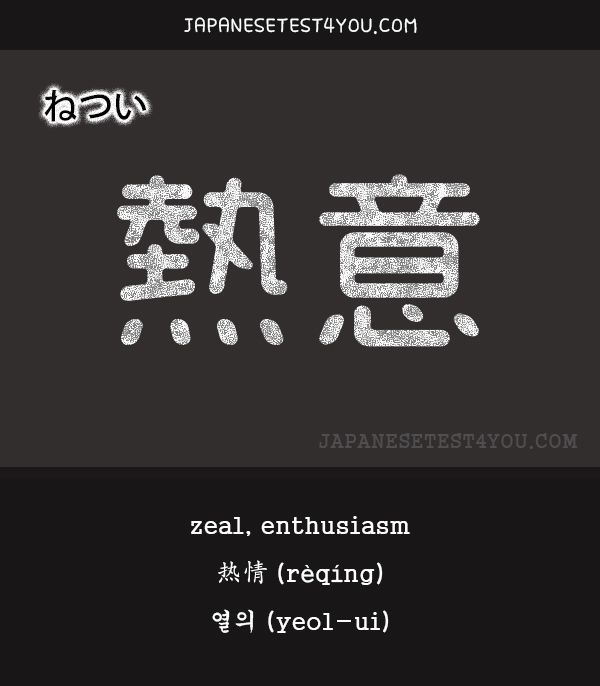 JAPANESETEST4YOU.COM
ねつい
熱意
JAPANESETEST4YOU.COM
zeal, enthusiasm
热情 (rèqíng)
열의 (yeol-ui)